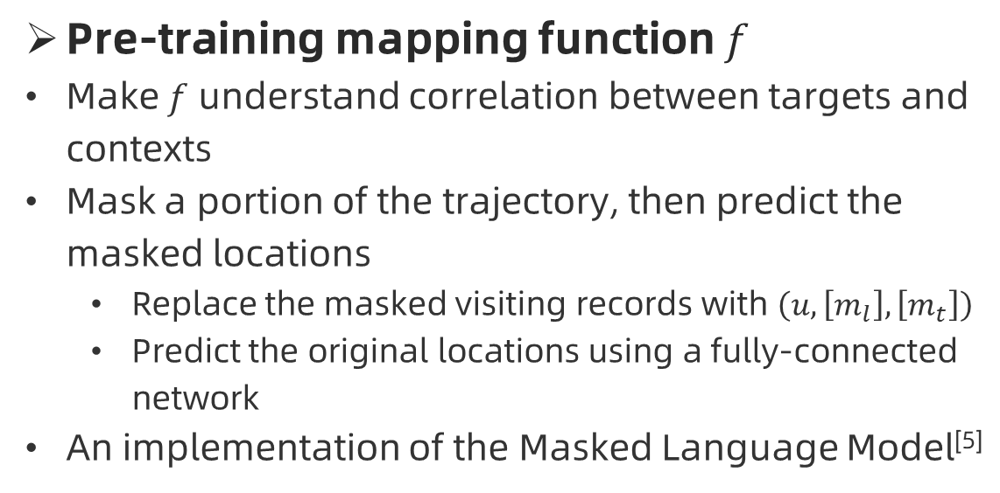 ➢ Pre-training mapping function f
• Make f understand correlation between targets and
contexts
• Mask a portion of the trajectory, then predict the
masked locations
• Replace the masked visiting records with (u, [m_l], [m_t])
• Predict the original locations using a fully-connected
network
• An implementation of the Masked Language Model[5]